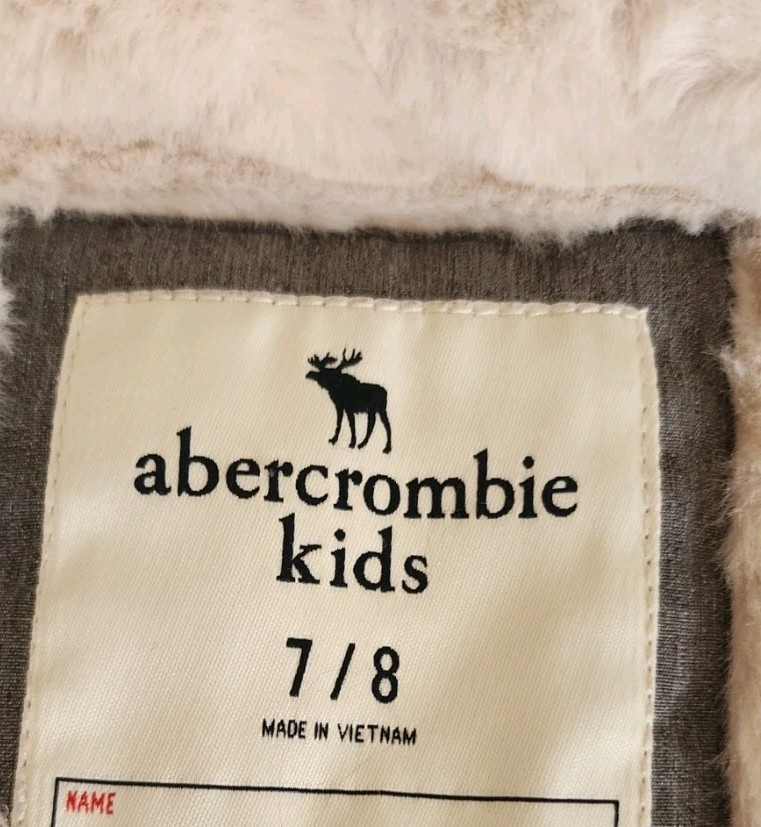 abercrombie
kids
7/8
MADE IN VIETNAM
NAME